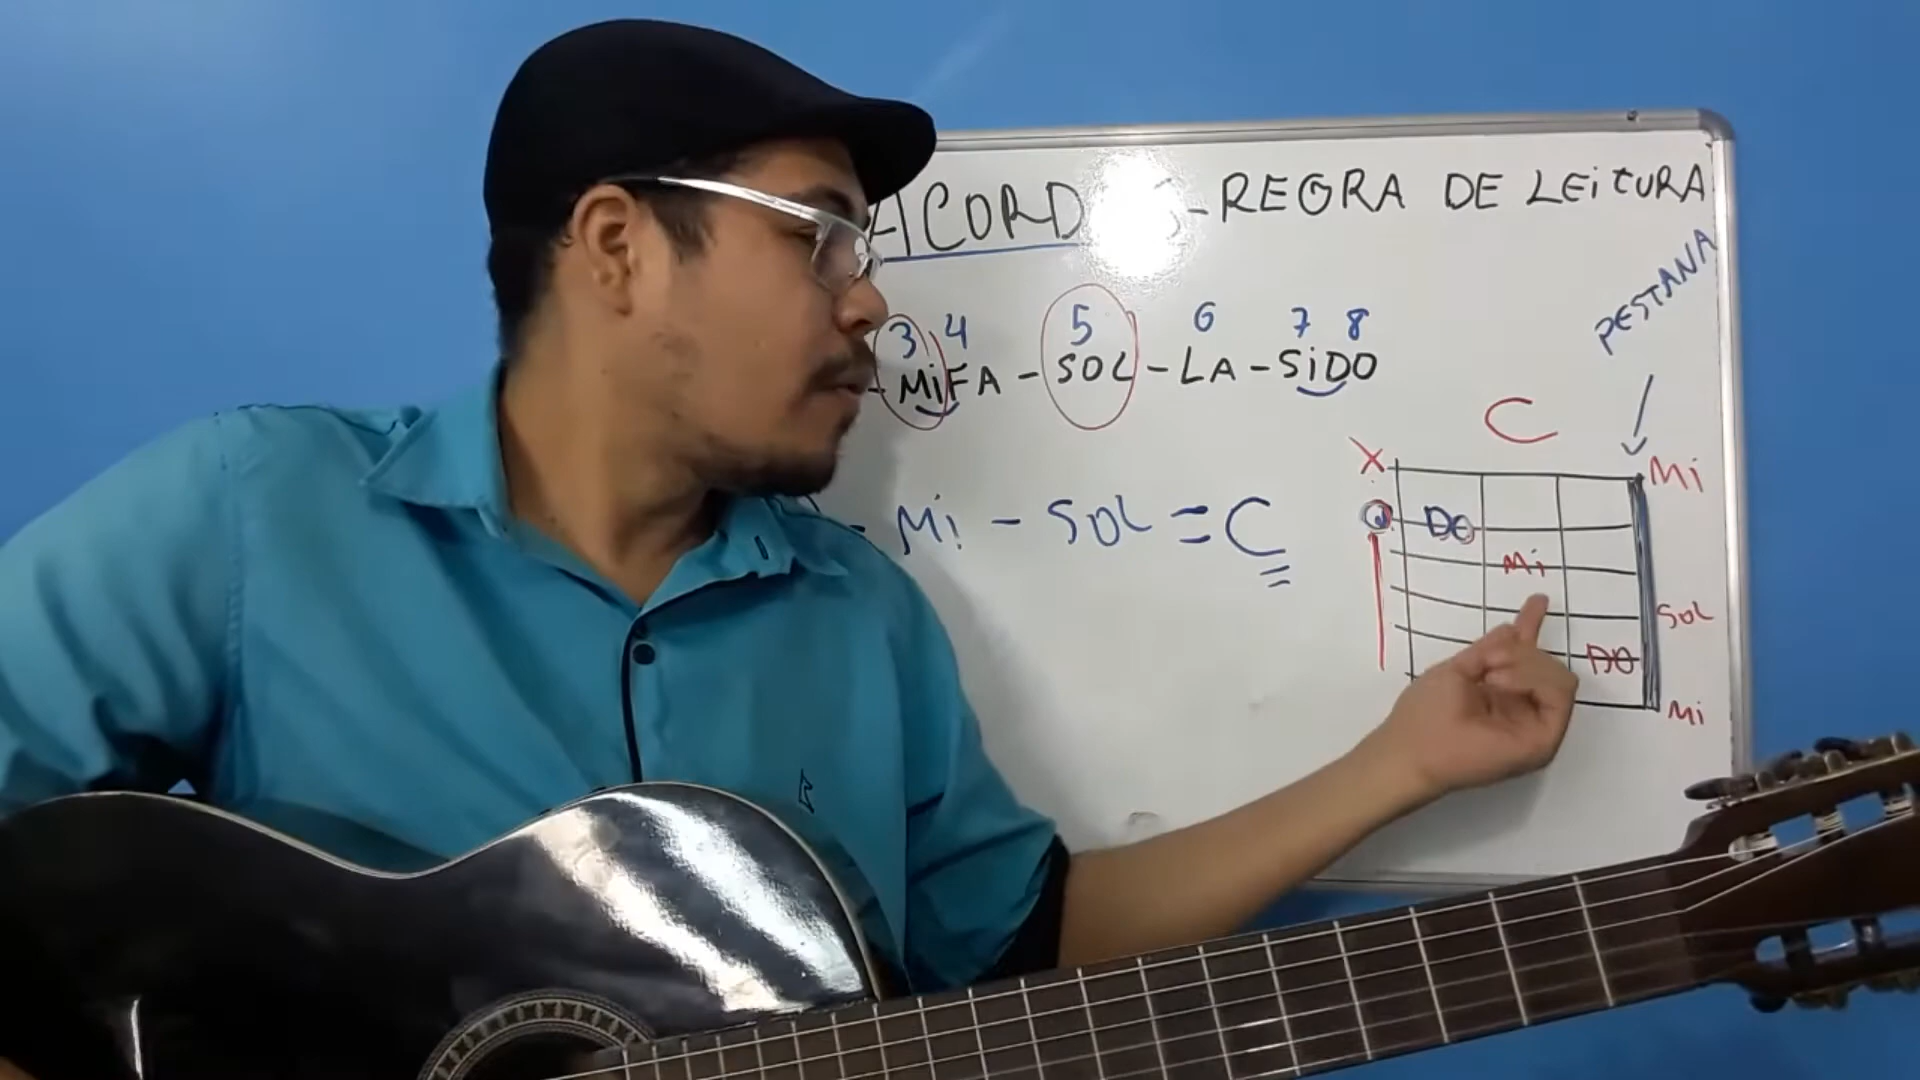 ACORD S-REGRA DE LEITURA
PESTANA
3 4 5 6 7 8
- MiFA - SOL - LA - SiDO
C
X Mi
- Mi - SOL = C
DO
Mi
SOL
DO
Mi